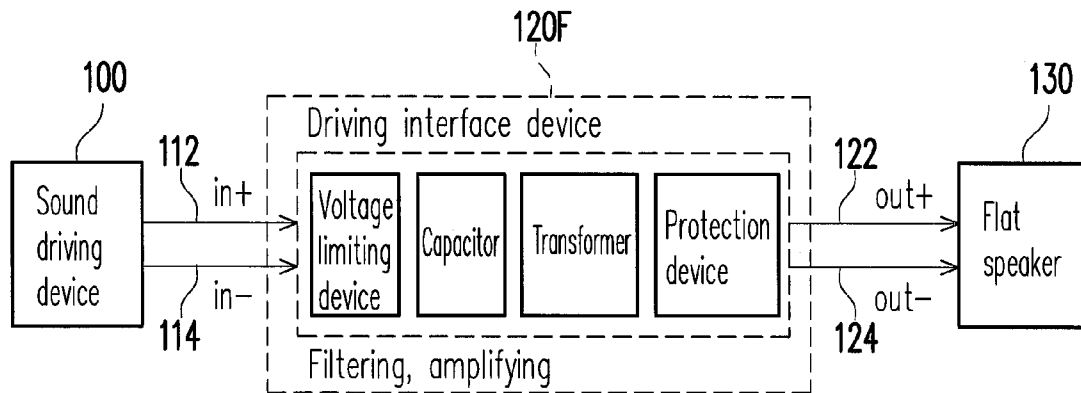 120F
100
130
Driving interface device
112
in+
122
out+
Sound
driving
device
Voltage
limiting
device
Capacitor
Transformer
Protection
device
Flat
speaker
114
in-
124
out-
Filtering, amplifying